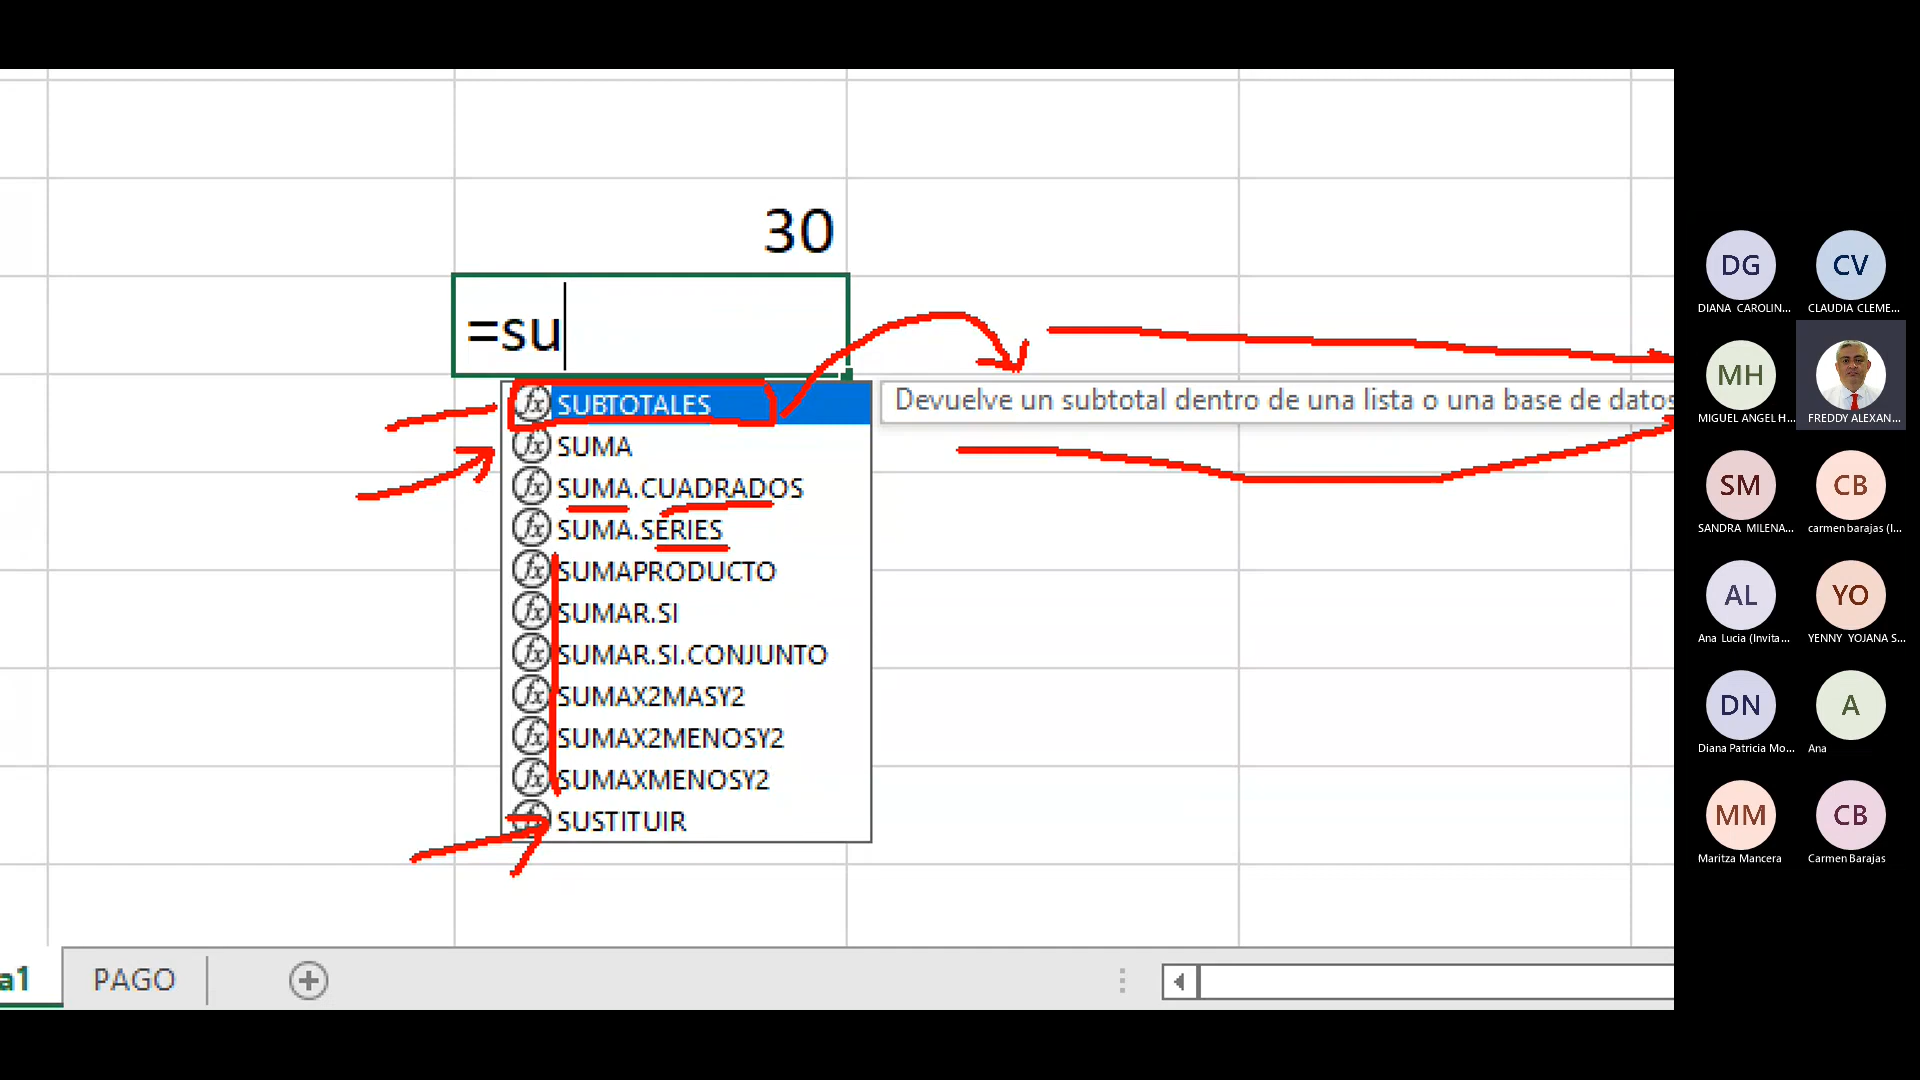 30
=su
SUBTOTALES
Devuelve un subtotal dentro de una lista o una base de datos
SUMA
SUMA.CUADRADOS
SUMA.SERIES
SUMAPRODUCTO
SUMAR.SI
SUMAR.SI.CONJUNTO
SUMAX2MASY2
SUMAX2MENOSY2
SUMAXMENOSY2
SUSTITUIR
a1
PAGO
DG
CV
DIANA CAROLIN...
CLAUDIA CLEME...
MH
MIGUEL ANGEL H...
FREDDY ALEXAN...
SM
CB
SANDRA MILENA...
carmen barajas (I...
AL
YO
Ana Lucia (Invita...
YENNY YOJANA S...
DN
A
Diana Patricia Mo...
Ana
MM
CB
Maritza Mancera
Carmen Barajas